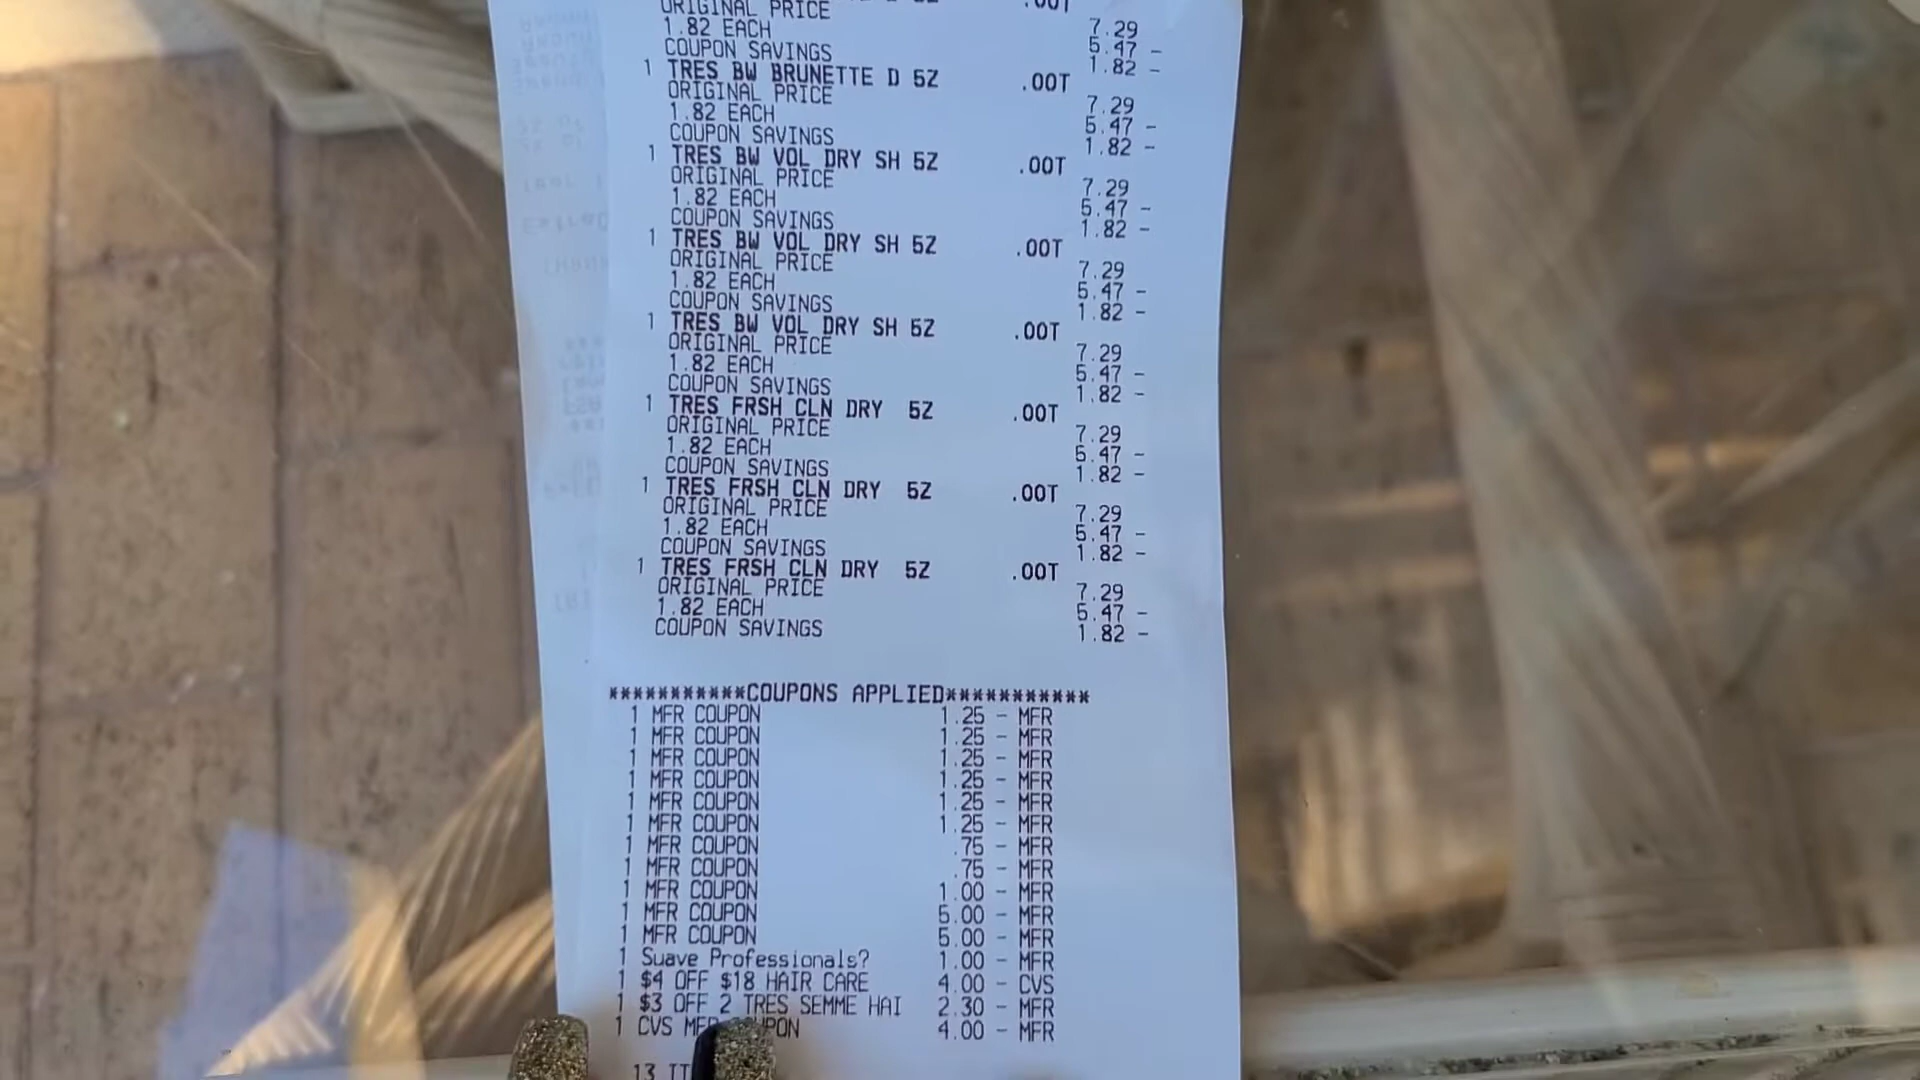 ORIGINAL PRICE 7.29
1.82 EACH 5.47 -
COUPON SAVINGS 1.82 -
1 TRES BW BRUNETTE D 5Z .00T
ORIGINAL PRICE 7.29
1.82 EACH 5.47 -
COUPON SAVINGS 1.82 -
1 TRES BW VOL DRY SH 5Z .00T
ORIGINAL PRICE 7.29
1.82 EACH 5.47 -
COUPON SAVINGS 1.82 -
1 TRES BW VOL DRY SH 5Z .00T
ORIGINAL PRICE 7.29
1.82 EACH 5.47 -
COUPON SAVINGS 1.82 -
1 TRES BW VOL DRY SH 5Z .00T
ORIGINAL PRICE 7.29
1.82 EACH 5.47 -
COUPON SAVINGS 1.82 -
1 TRES FRSH CLN DRY 5Z .00T
ORIGINAL PRICE 7.29
1.82 EACH 5.47 -
COUPON SAVINGS 1.82 -
1 TRES FRSH CLN DRY 5Z .00T
ORIGINAL PRICE 7.29
1.82 EACH 5.47 -
COUPON SAVINGS 1.82 -
1 TRES FRSH CLN DRY 5Z .00T
ORIGINAL PRICE 7.29
1.82 EACH 5.47 -
COUPON SAVINGS 1.82 -
***********COUPONS APPLIED***********
1 MFR COUPON 1.25 - MFR
1 MFR COUPON 1.25 - MFR
1 MFR COUPON 1.25 - MFR
1 MFR COUPON 1.25 - MFR
1 MFR COUPON 1.25 - MFR
1 MFR COUPON 1.25 - MFR
1 MFR COUPON .75 - MFR
1 MFR COUPON .75 - MFR
1 MFR COUPON 1.00 - MFR
1 MFR COUPON 5.00 - MFR
1 MFR COUPON 5.00 - MFR
1 Suave Professionals? 1.00 - MFR
1 $4 OFF $18 HAIR CARE 4.00 - CVS
1 $3 OFF 2 TRES SEMME HAI 2.30 - MFR
1 CVS 4.00 - MFR
13